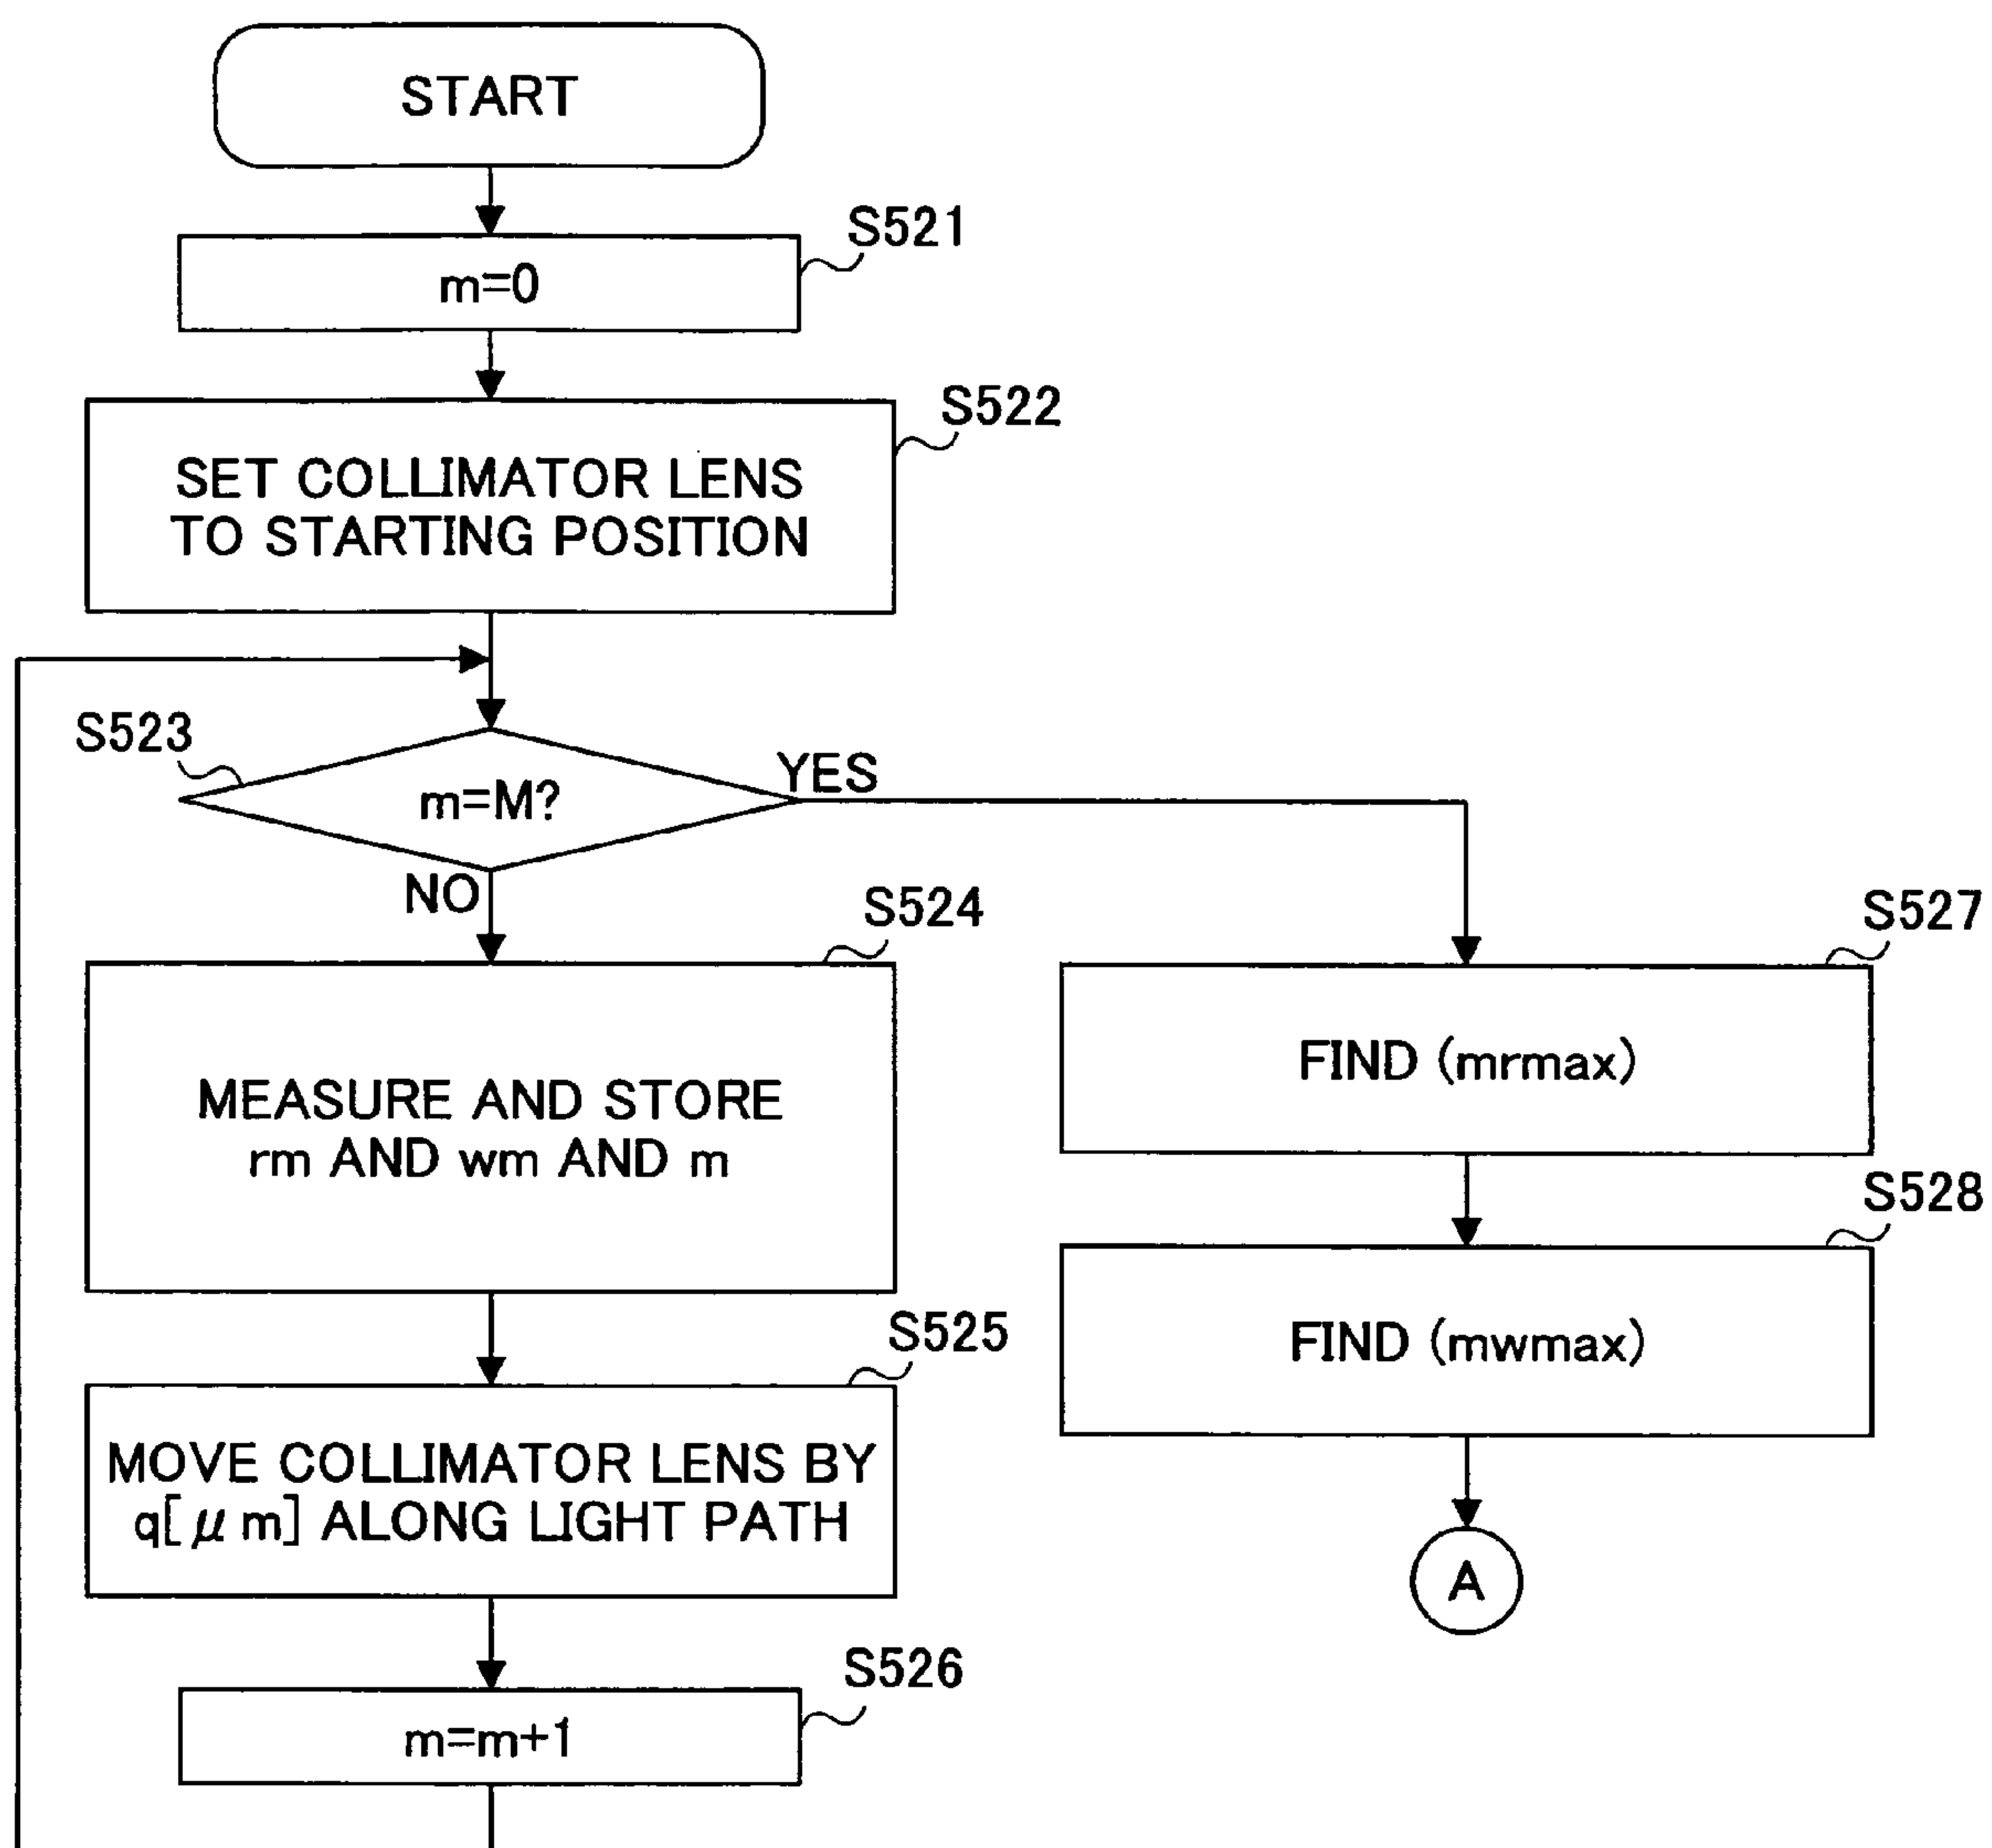 START
S521
m=0
S522
SET COLLIMATOR LENS
TO STARTING POSITION
S523
m=M?
YES
NO
S524
MEASURE AND STORE
rm AND wm AND m
S525
MOVE COLLIMATOR LENS BY
q[μm] ALONG LIGHT PATH
S526
m=m+1
S527
FIND (mrmax)
S528
FIND (mwmax)
A